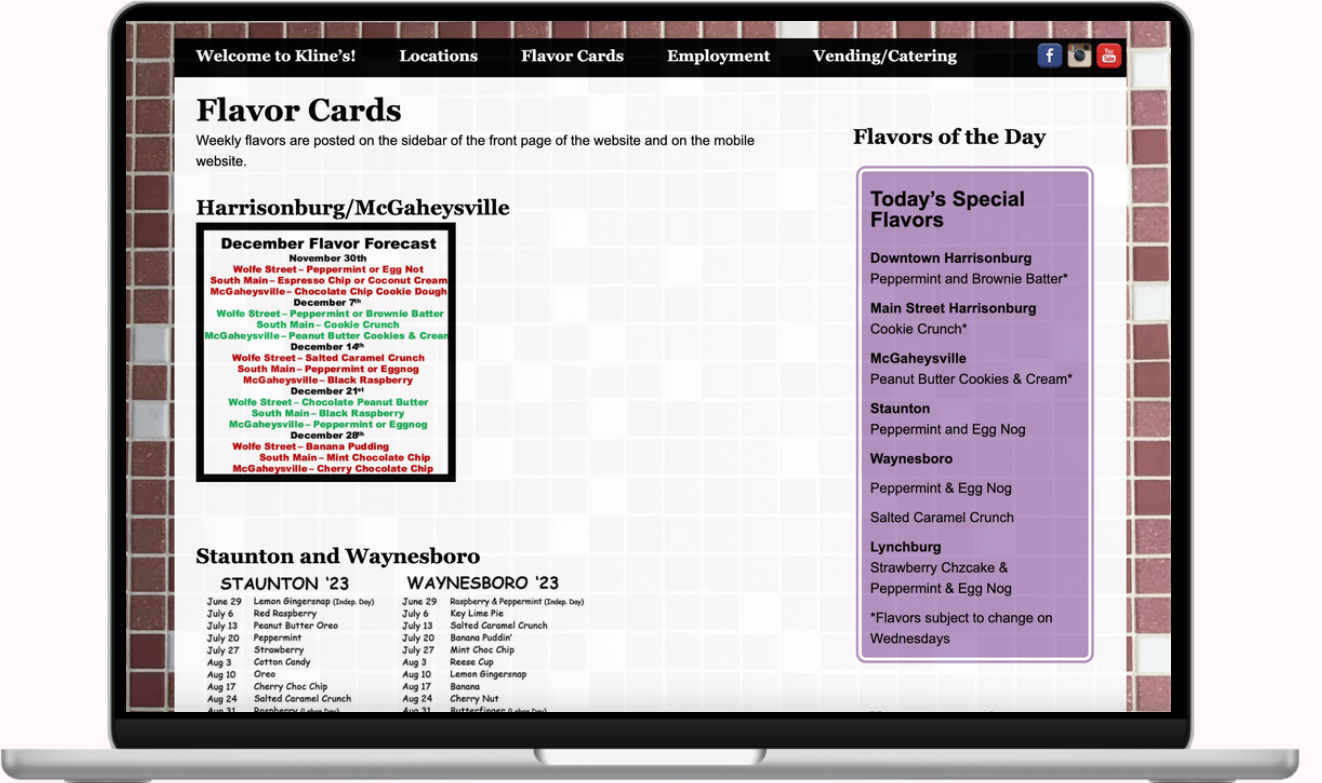 Welcome to Kline's! Locations Flavor Cards Employment Vending/Catering
You
Tube
Flavor Cards
Weekly flavors are posted on the sidebar of the front page of the website and on the mobile
website.
Harrisonburg/McGaheysville
December Flavor Forecast
November 30th
Wolfe Street – Peppermint or Egg Not
South Main – Espresso Chip or Coconut Cream
McGaheysville – Chocolate Chip Cookie Dough
December 7th
Wolfe Street – Peppermint or Brownie Batter
South Main – Cookie Crunch
McGaheysville – Peanut Butter Cookies & Cream
December 14th
Wolfe Street – Salted Caramel Crunch
South Main – Peppermint or Eggnog
McGaheysville – Black Raspberry
December 21st
Wolfe Street – Chocolate Peanut Butter
South Main – Black Raspberry
McGaheysville – Peppermint or Eggnog
December 28th
Wolfe Street – Banana Pudding
South Main – Mint Chocolate Chip
McGaheysville – Cherry Chocolate Chip
Staunton and Waynesboro
STAUNTON '23
June 29 Lemon Gingersnap (Indep. Day)
July 6 Red Raspberry
July 13 Peanut Butter Oreo
July 20 Peppermint
July 27 Strawberry
Aug 3 Cotton Candy
Aug 10 Oreo
Aug 17 Cherry Choc Chip
Aug 24 Salted Caramel Crunch
Aug 31 Raspberry (Labor Day)
WAYNESBORO '23
June 29 Raspberry & Peppermint (Indep. Day)
July 6 Key Lime Pie
July 13 Salted Caramel Crunch
July 20 Banana Puddin'
July 27 Mint Choc Chip
Aug 3 Reese Cup
Aug 10 Lemon Gingersnap
Aug 17 Banana
Aug 24 Cherry Nut
Aug 31 Butterfinger (Labor Day)
Flavors of the Day
Today's Special
Flavors
Downtown Harrisonburg
Peppermint and Brownie Batter*
Main Street Harrisonburg
Cookie Crunch*
McGaheysville
Peanut Butter Cookies & Cream*
Staunton
Peppermint and Egg Nog
Waynesboro
Peppermint & Egg Nog
Salted Caramel Crunch
Lynchburg
Strawberry Chzcake &
Peppermint & Egg Nog
*Flavors subject to change on
Wednesdays